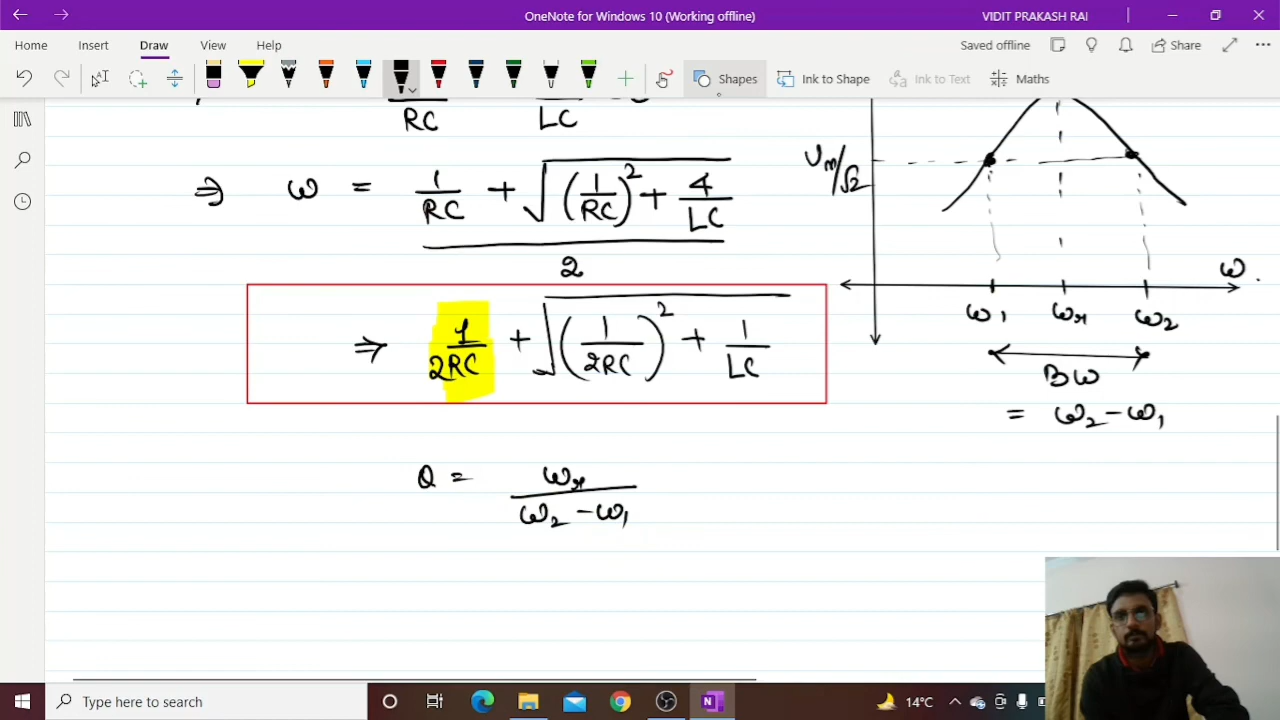 OneNote for Windows 10 (Working offline)
VIDIT PRAKASH RAI
Home Insert Draw View Help
Saved offline
Share
Shapes
Ink to Shape
Ink to Text
Maths
RC LC
⇒ ω = (1/RC + √((1/RC)² + 4/LC)) / 2
Vm/√2
ω
ω1 ωr ω2
⇒ 1/2RC + √((1/2RC)² + 1/LC)
BW
= ω2 - ω1
Q = ωr / (ω2 - ω1)
Type here to search
14°C